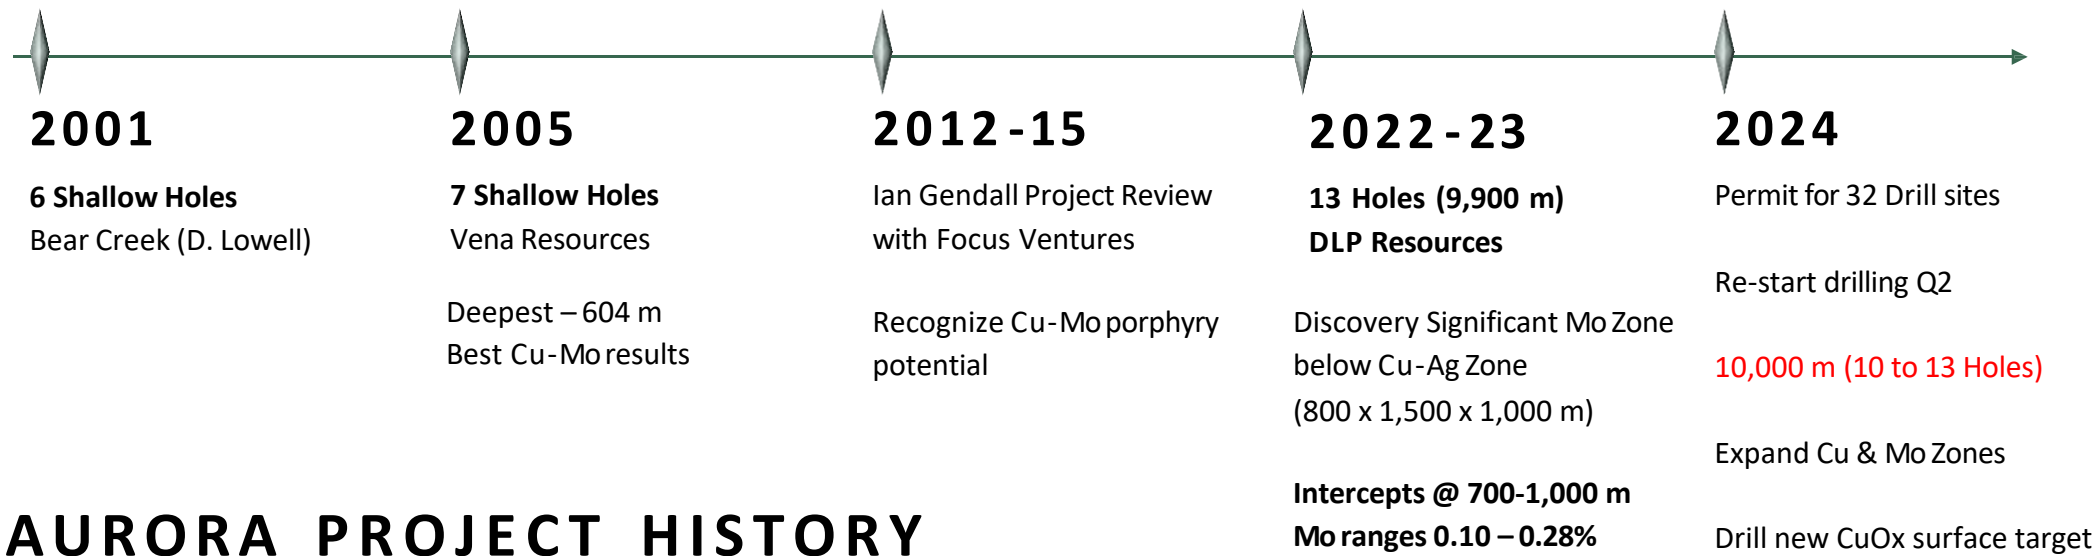 2001
6 Shallow Holes
Bear Creek (D. Lowell)
2005
7 Shallow Holes
Vena Resources
Deepest – 604 m
Best Cu-Mo results
2012-15
Ian Gendall Project Review
with Focus Ventures
Recognize Cu-Mo porphyry
potential
2022-23
13 Holes (9,900 m)
DLP Resources
Discovery Significant Mo Zone
below Cu-Ag Zone
(800 x 1,500 x 1,000 m)
Intercepts @ 700-1,000 m
Mo ranges 0.10 – 0.28%
2024
Permit for 32 Drill sites
Re-start drilling Q2
10,000 m (10 to 13 Holes)
Expand Cu & Mo Zones
Drill new CuOx surface target
AURORA PROJECT HISTORY